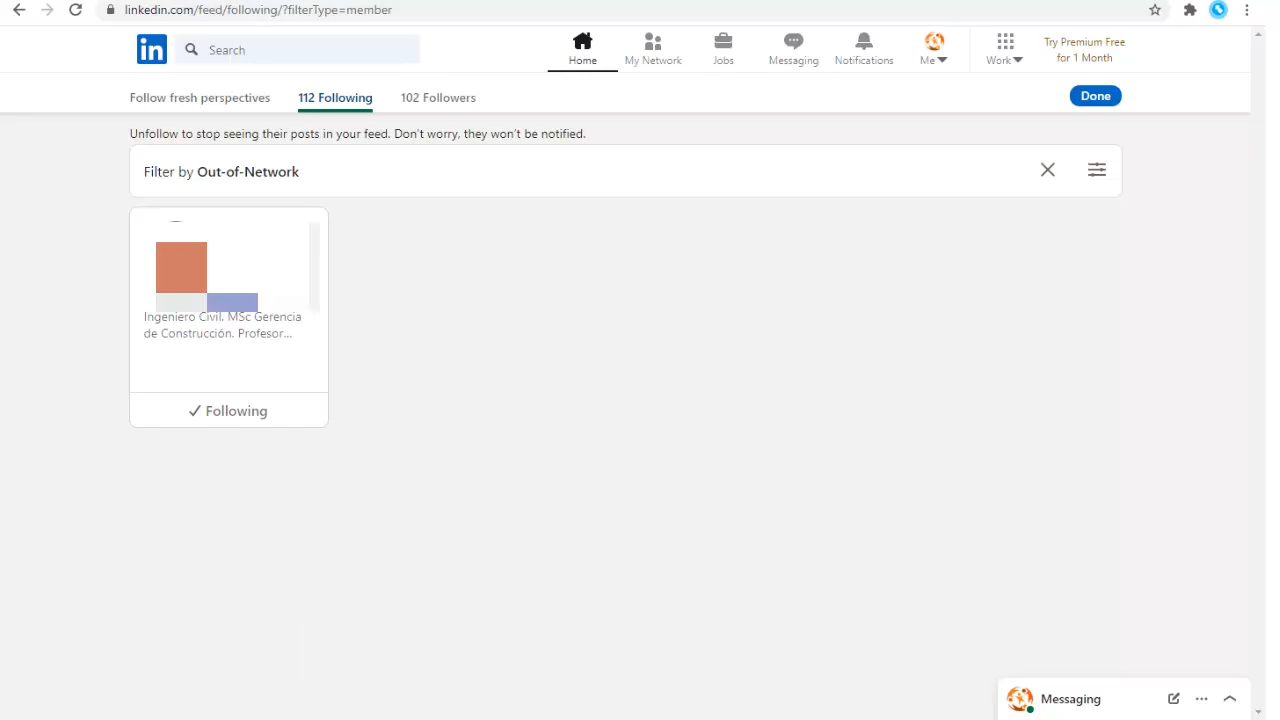 linkedin.com/feed/following/?filterType=member
in
Search
Home
My Network
Jobs
Messaging
Notifications
Me
Work
Try Premium Free
for 1 Month
Follow fresh perspectives
112 Following
102 Followers
Done
Unfollow to stop seeing their posts in your feed. Don't worry, they won't be notified.
Filter by Out-of-Network
Ingeniero Civil. MSc Gerencia
de Construcción. Profesor...
Following
Messaging